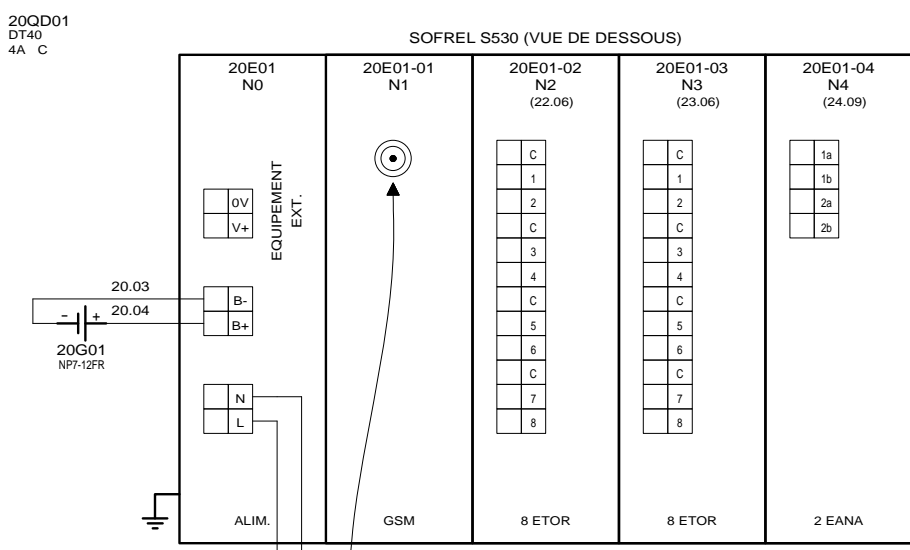 20QD01
DT40
4A C
SOFREL S530 (VUE DE DESSOUS)
20E01
N0
20E01-01
N1
20E01-02
N2
(22.06)
20E01-03
N3
(23.06)
20E01-04
N4
(24.09)
EQUIPEMENT
EXT.
0V
V+
B-
B+
N
L
20.03
20.04
- +
20G01
NP7-12FR
C
1
2
C
3
4
C
5
6
C
7
8
C
1
2
C
3
4
C
5
6
C
7
8
1a
1b
2a
2b
ALIM.
GSM
8 ETOR
8 ETOR
2 EANA